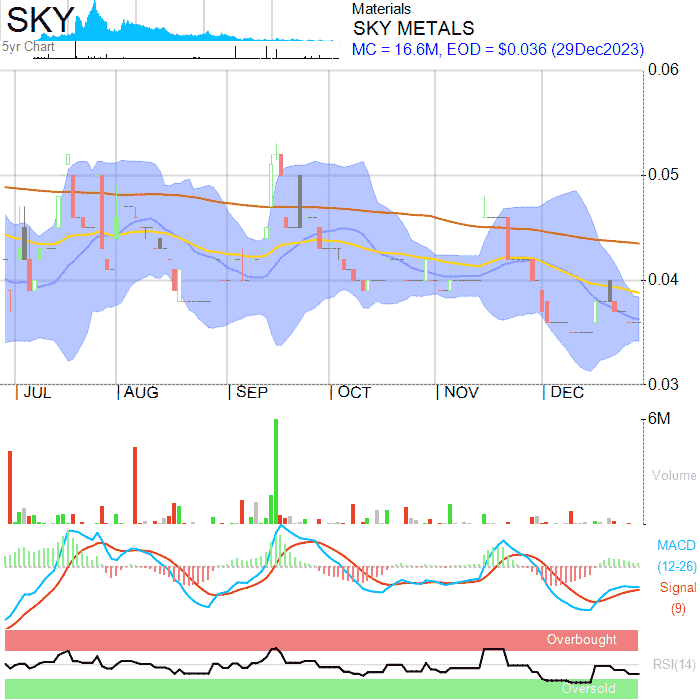 SKY
5yr Chart
Materials
SKY METALS
MC = 16.6M, EOD = $0.036 (29Dec2023)
0.06
0.05
0.04
0.03
JUL AUG SEP OCT NOV DEC
6M
Volume
MACD
(12-26)
Signal
(9)
Overbought
RSI(14)
Oversold